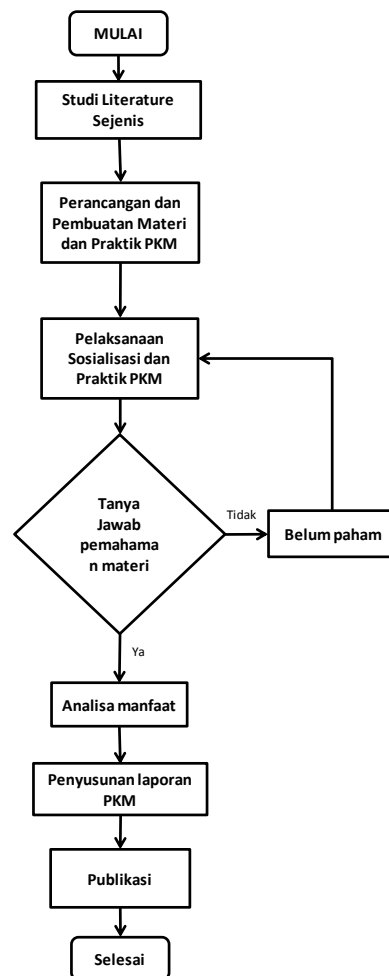 MULAI
Studi Literature
Sejenis
Perancangan dan
Pembuatan Materi
dan Praktik PKM
Pelaksanaan
Sosialisasi dan
Praktik PKM
Tanya
Jawab
pemahama
n materi
Tidak
Belum paham
Ya
Analisa manfaat
Penyusunan laporan
PKM
Publikasi
Selesai